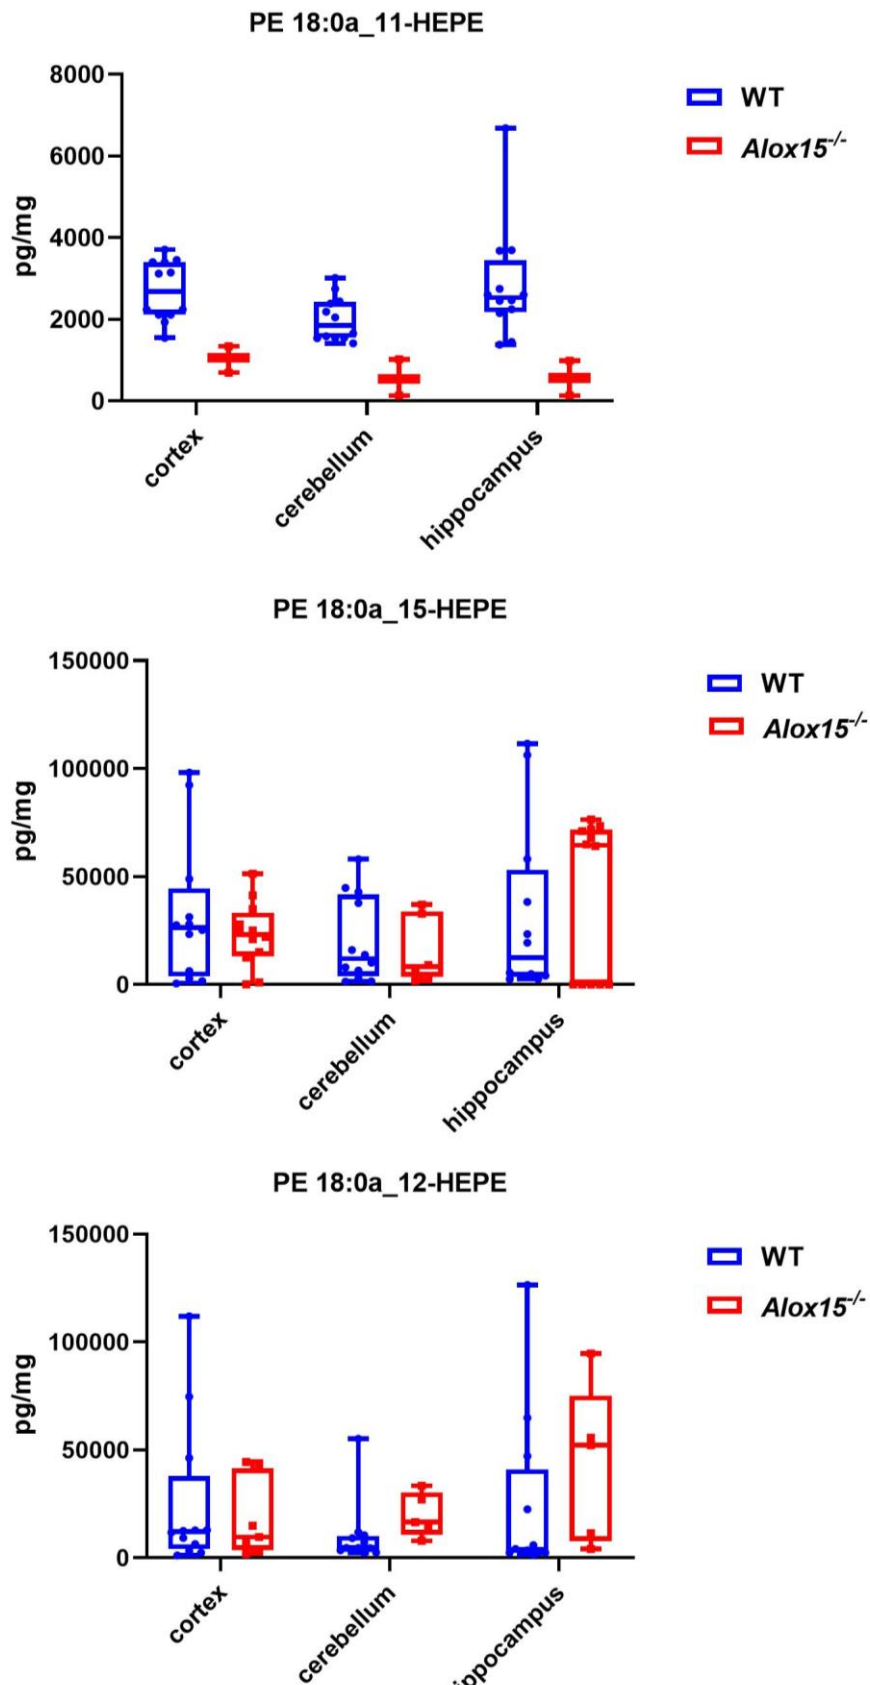 PE 18:0a_11-HEPE
8000
6000
4000
2000
0
pg/mg
WT
Alox15-/-
cortex
cerebellum
hippocampus
PE 18:0a_15-HEPE
150000
100000
50000
0
pg/mg
WT
Alox15-/-
cortex
cerebellum
hippocampus
PE 18:0a_12-HEPE
150000
100000
50000
0
pg/mg
WT
Alox15-/-
cortex
cerebellum
ippocampus